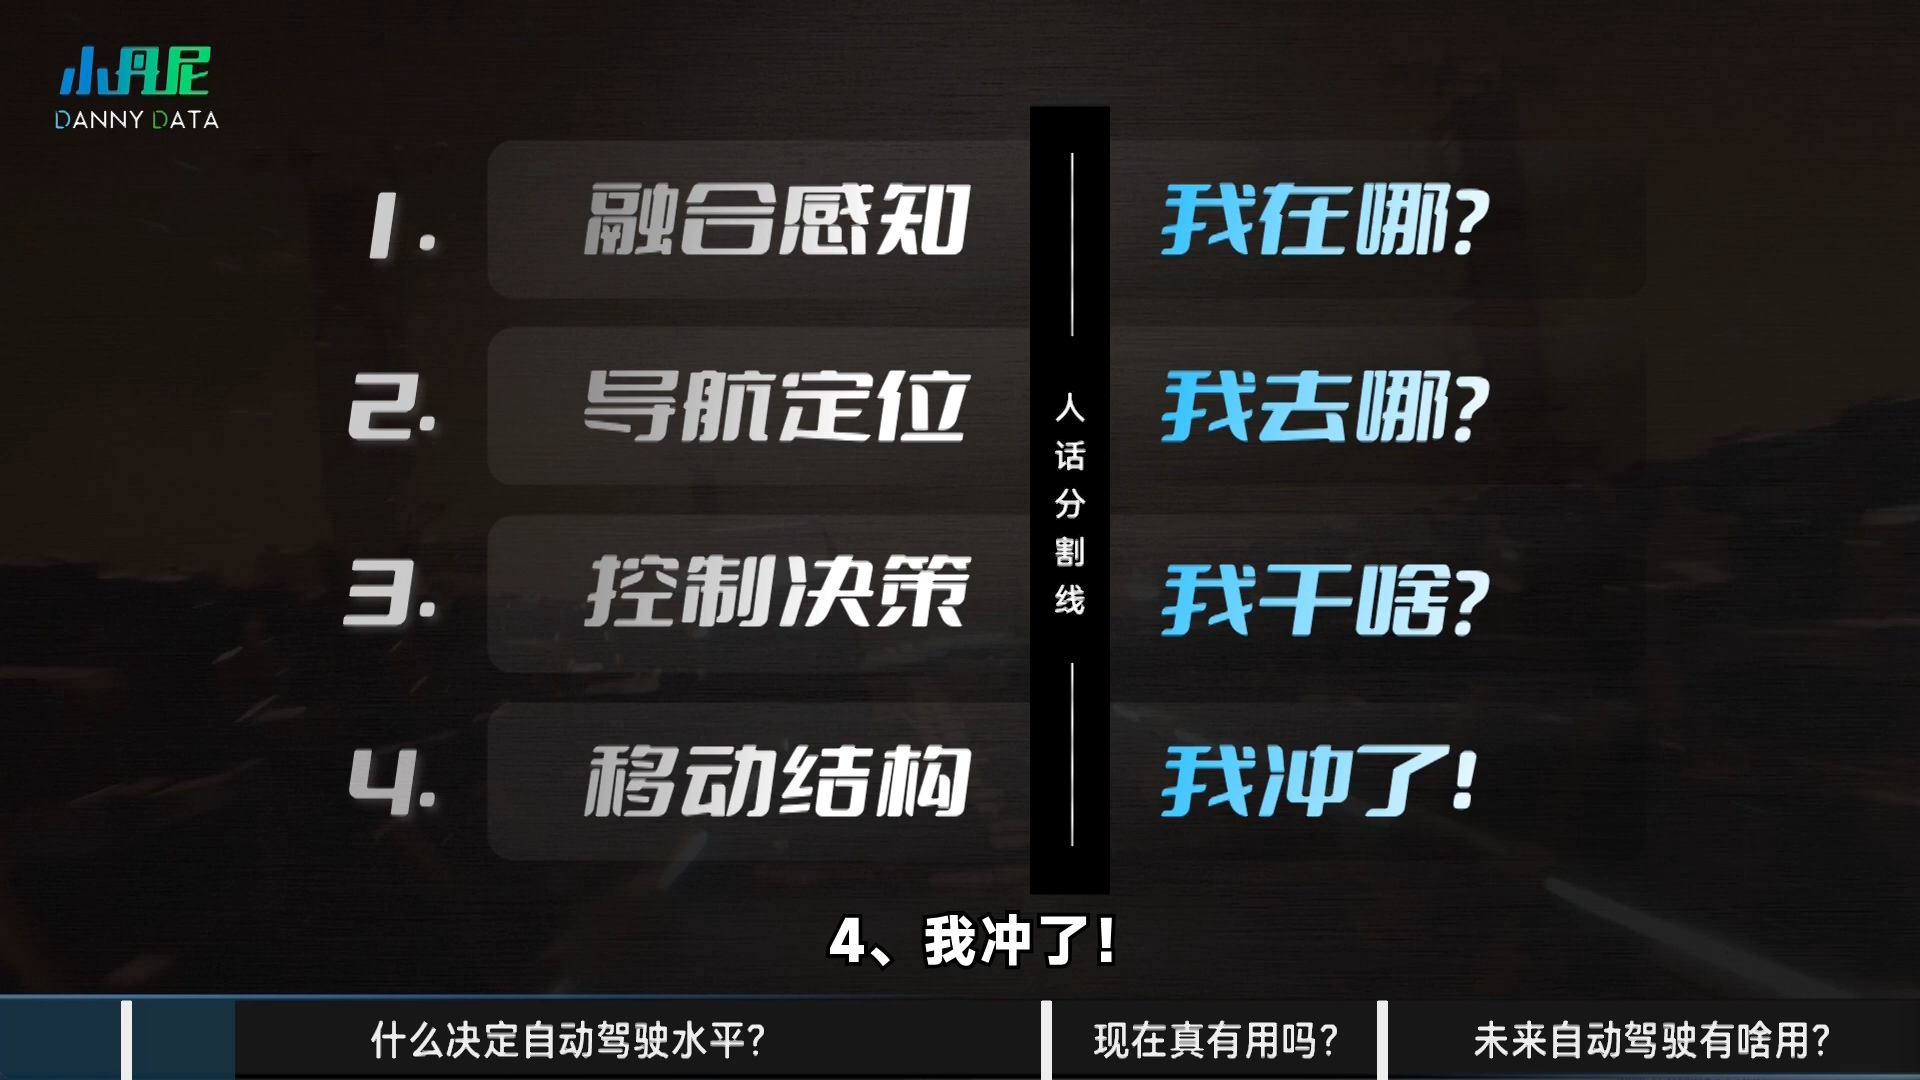 小丹尼
DANNY DATA
1. 融合感知 我在哪?
2. 导航定位 我去哪?
3. 控制决策 我干啥?
4. 移动结构 我冲了!
人话分割线
4、我冲了!
什么决定自动驾驶水平?
现在真有用吗?
未来自动驾驶有啥用?